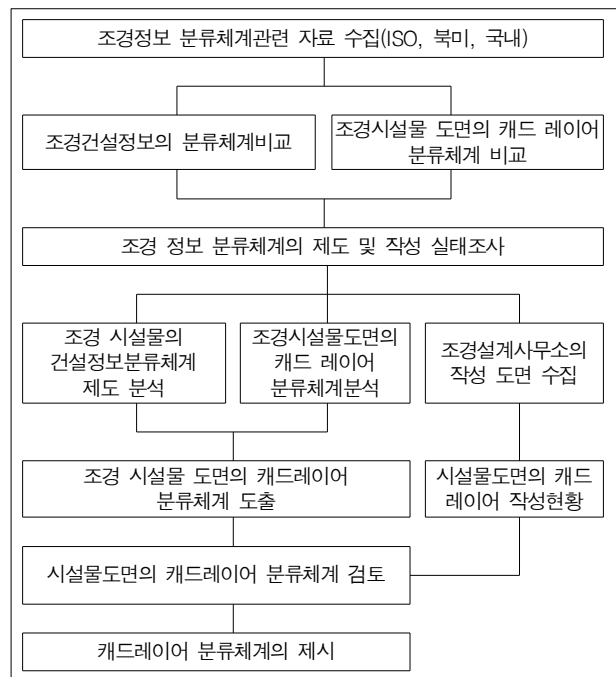 조경정보 분류체계관련 자료 수집(ISO, 북미, 국내)
조경건설정보의 분류체계비교
조경시설물 도면의 캐드 레이어
분류체계 비교
조경 정보 분류체계의 제도 및 작성 실태조사
조경 시설물의
건설정보분류체계
제도 분석
조경시설물도면의
캐드 레이어
분류체계분석
조경설계사무소의
작성 도면 수집
조경 시설물 도면의 캐드레이어
분류체계 도출
시설물도면의 캐드
레이어 작성현황
시설물도면의 캐드레이어 분류체계 검토
캐드레이어 분류체계의 제시